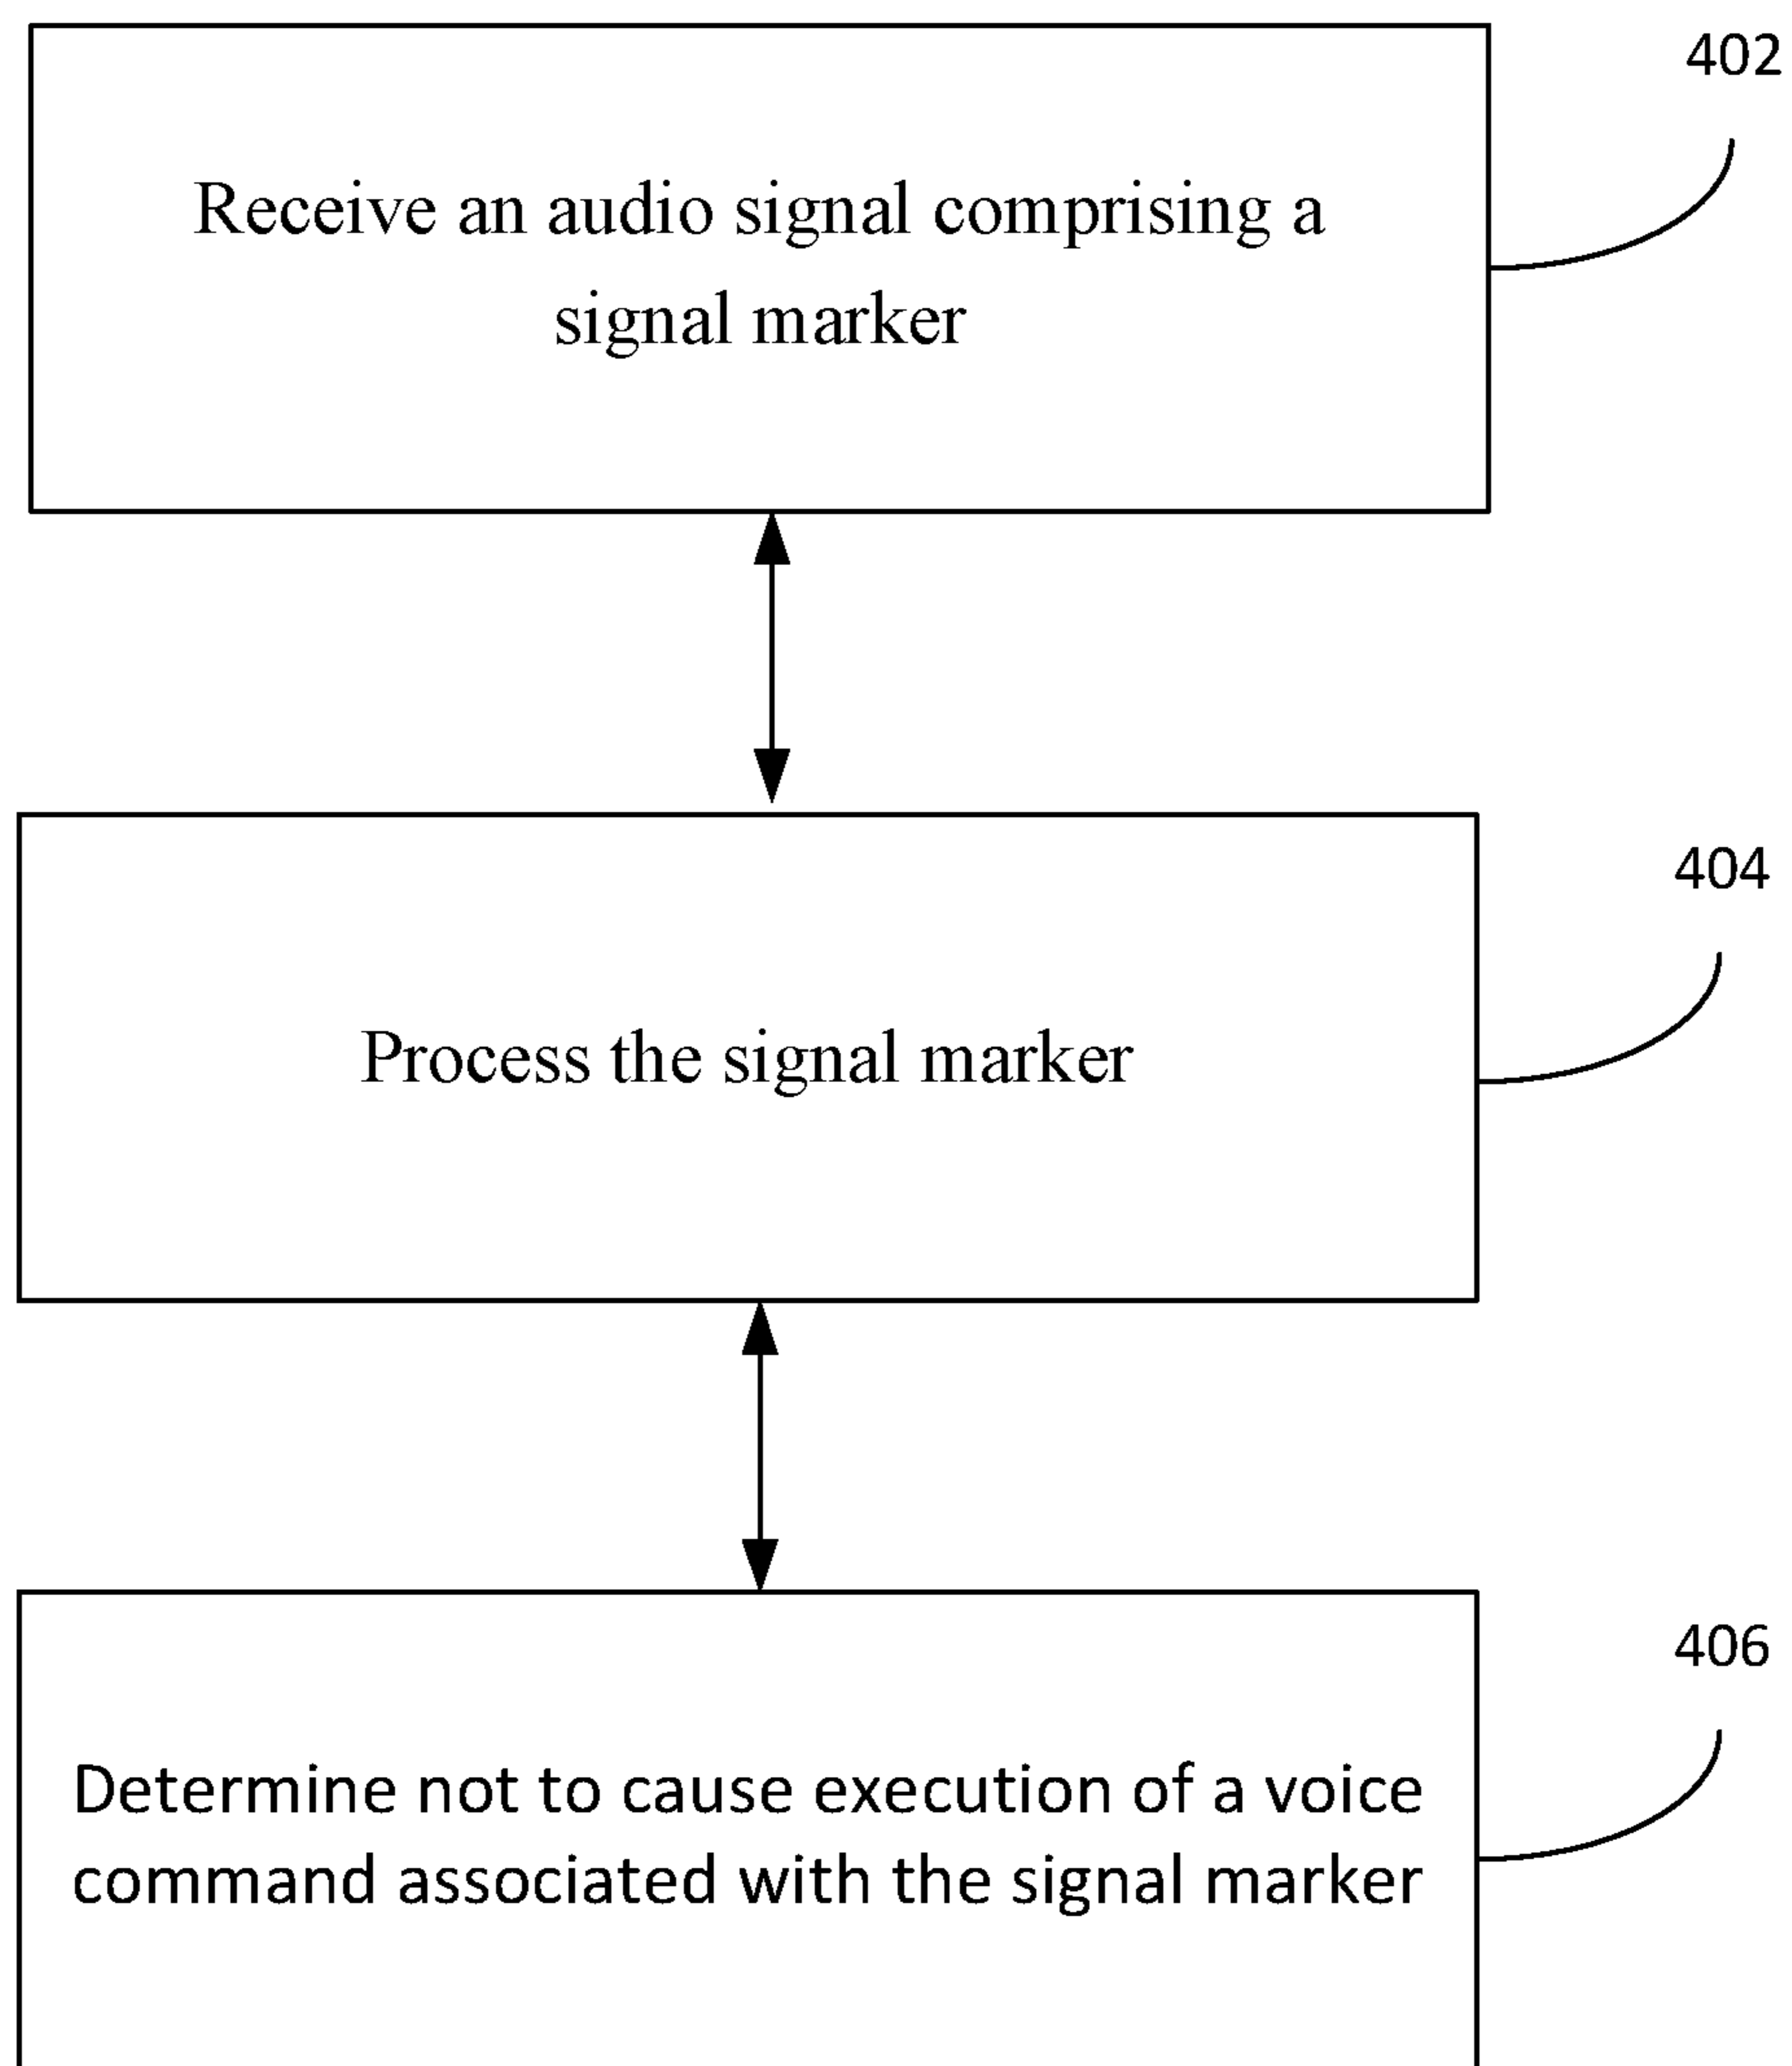 402
Receive an audio signal comprising a
signal marker
404
Process the signal marker
406
Determine not to cause execution of a voice
command associated with the signal marker